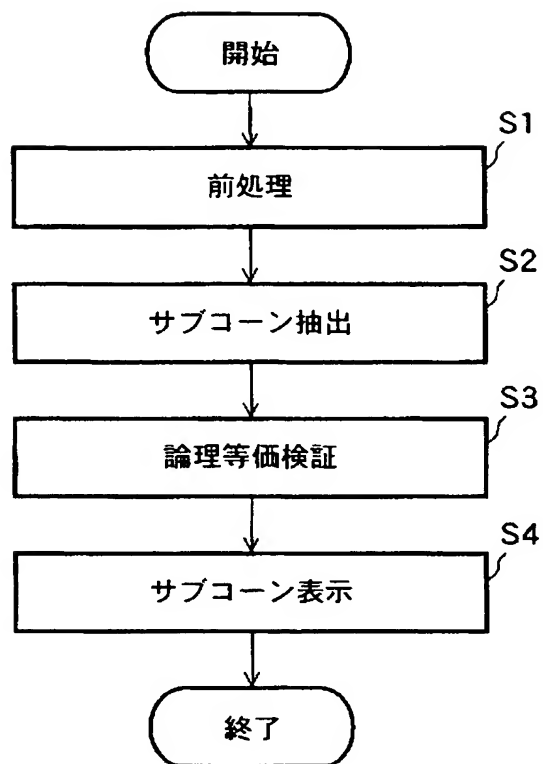 開始
S1
前処理
S2
サブコーン抽出
S3
論理等価検証
S4
サブコーン表示
終了